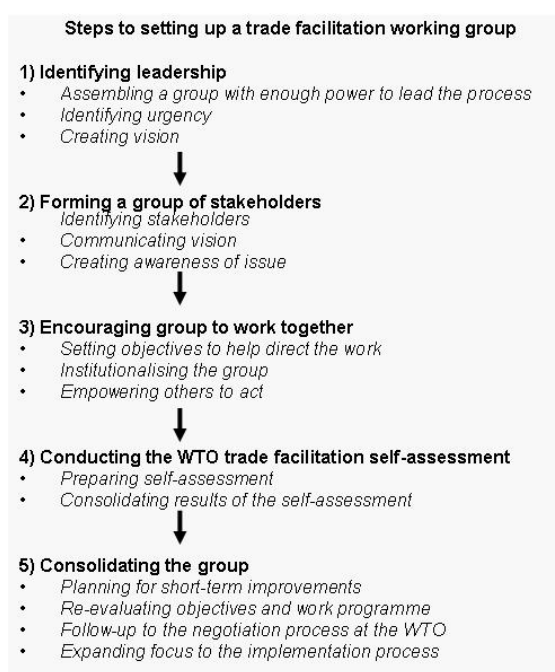 Steps to setting up a trade facilitation working group
1) Identifying leadership
• Assembling a group with enough power to lead the process
• Identifying urgency
• Creating vision
2) Forming a group of stakeholders
Identifying stakeholders
• Communicating vision
• Creating awareness of issue
3) Encouraging group to work together
• Setting objectives to help direct the work
• Institutionalising the group
• Empowering others to act
4) Conducting the WTO trade facilitation self-assessment
• Preparing self-assessment
• Consolidating results of the self-assessment
5) Consolidating the group
• Planning for short-term improvements
• Re-evaluating objectives and work programme
• Follow-up to the negotiation process at the WTO
• Expanding focus to the implementation process